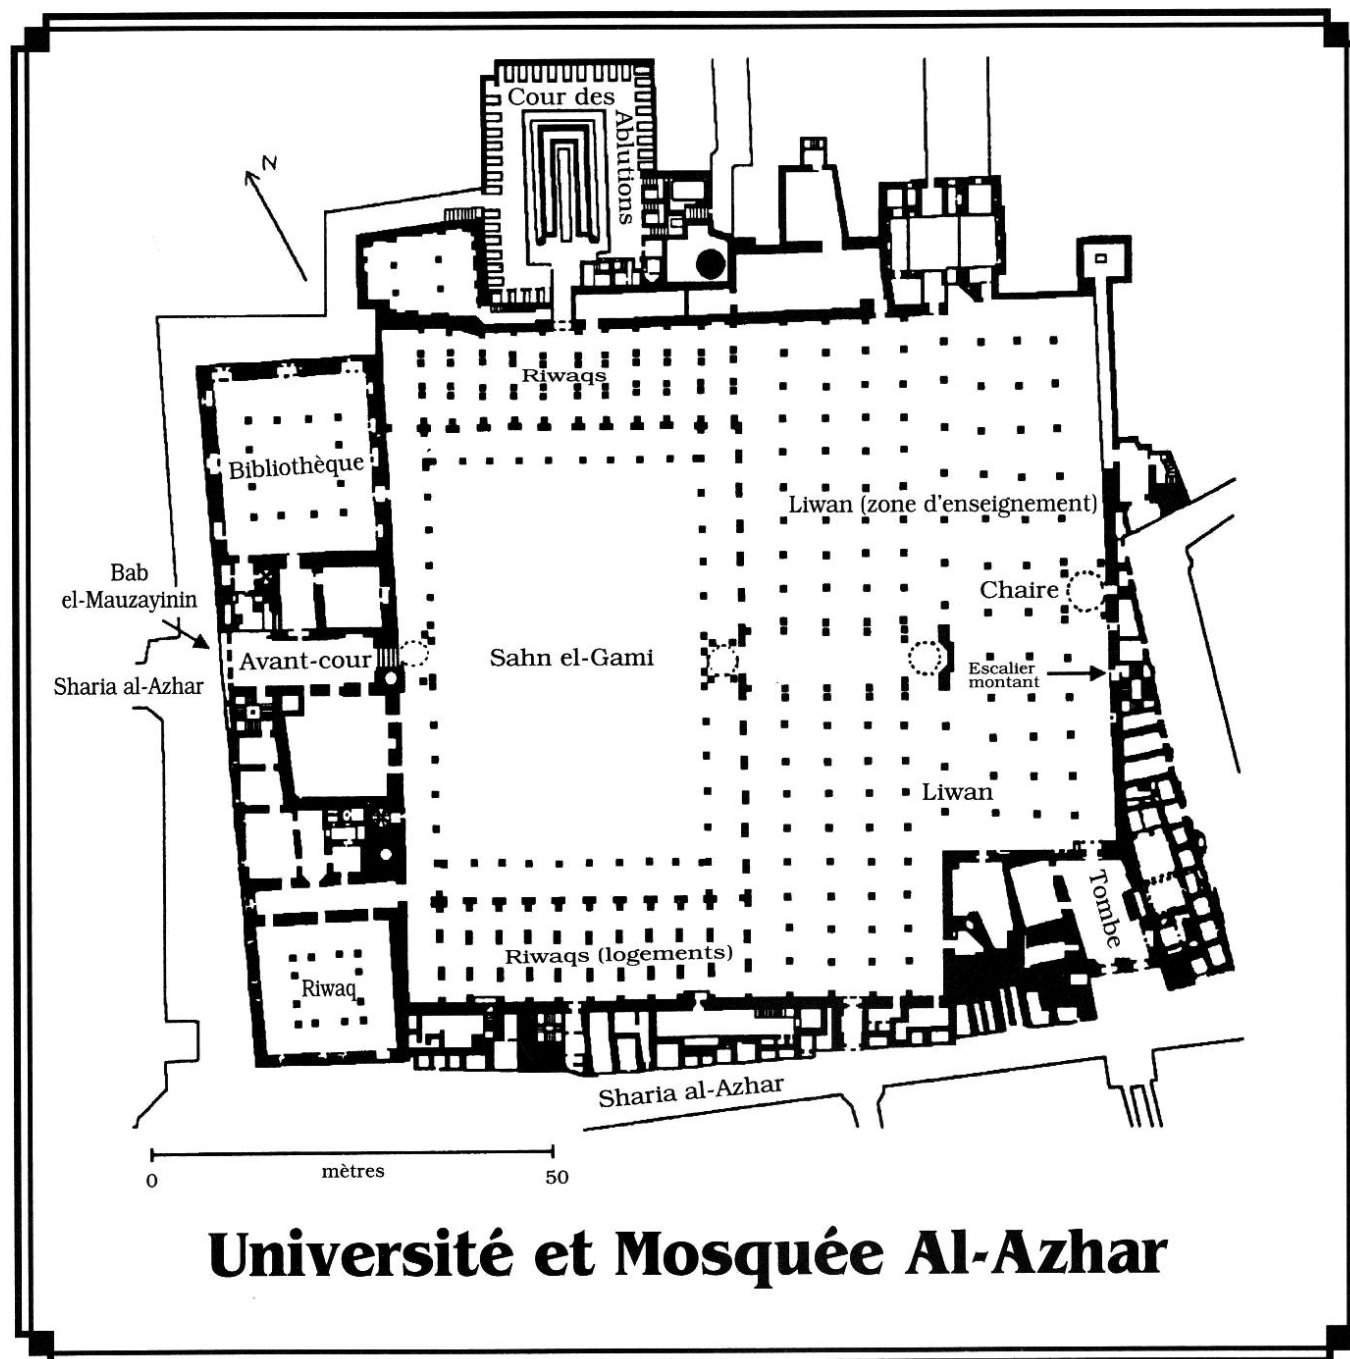 Cour des
Ablutions
N
Riwaqs
Bibliothèque
Liwan (zone d'enseignement)
Bab
el-Mauzayinin
Chaire
Avant-cour
Sahn el-Gami
Escalier
montant
Sharia al-Azhar
Liwan
Tombe
Riwaqs (logements)
Riwaq
Sharia al-Azhar
mètres
0
50
Université et Mosquée Al-Azhar